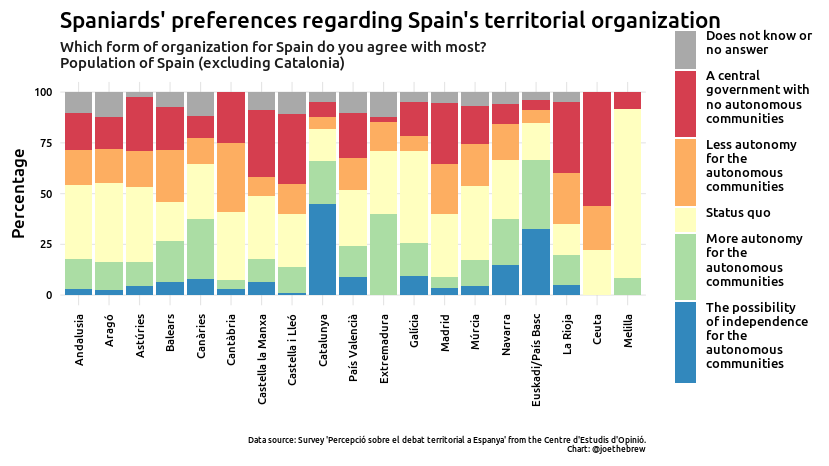 Spaniards' preferences regarding Spain's territorial organization
Which form of organization for Spain do you agree with most?
Population of Spain (excluding Catalonia)
Does not know or
no answer
A central
government with
no autonomous
communities
Less autonomy
for the
autonomous
communities
Status quo
More autonomy
for the
autonomous
communities
The possibility
of independence
for the
autonomous
communities
Percentage
100
75
50
25
0
Andalusia
Aragó
Astúries
Balears
Canàries
Cantàbria
Castella la Manxa
Castella i Lleó
Catalunya
País Valencià
Extremadura
Galícia
Madrid
Múrcia
Navarra
Euskadi/País Basc
La Rioja
Ceuta
Melilla
Data source: Survey 'Percepció sobre el debat territorial a Espanya' from the Centre d'Estudis d'Opinió.
Chart: @joethebrew